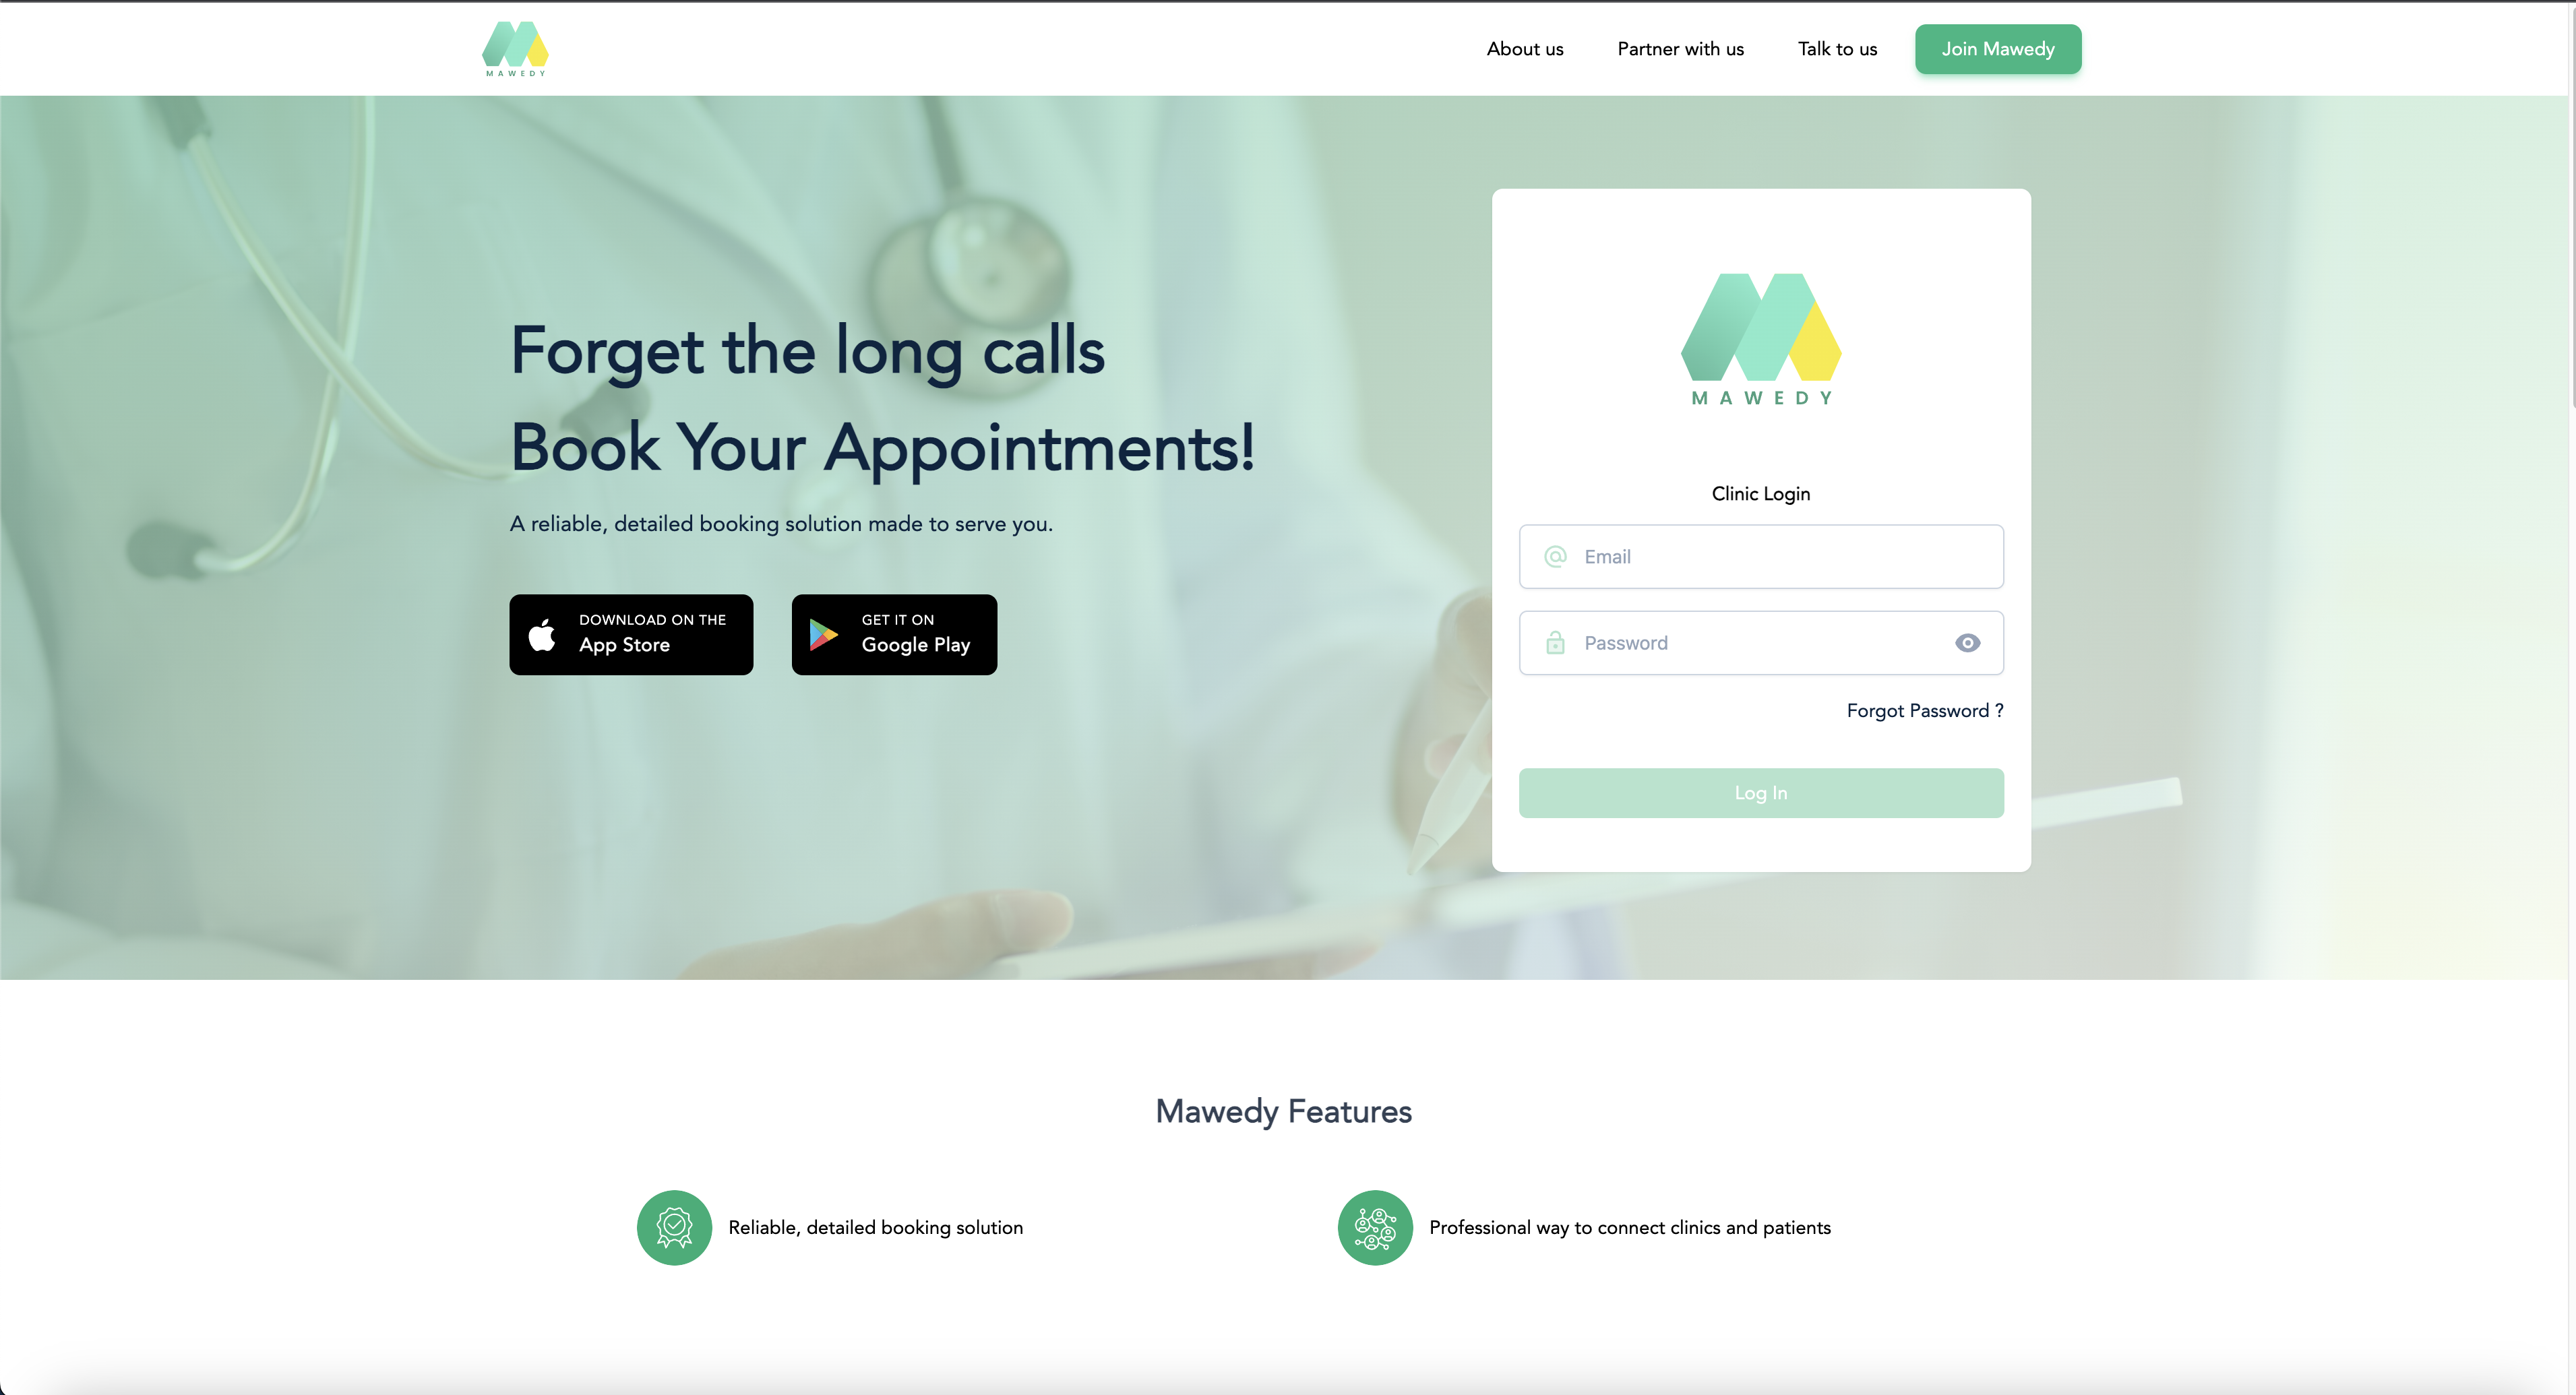 MAWEDY
About us
Partner with us
Talk to us
Join Mawedy
Forget the long calls
Book Your Appointments!
A reliable, detailed booking solution made to serve you.
DOWNLOAD ON THE
App Store
GET IT ON
Google Play
MAWEDY
Clinic Login
Email
Password
Forgot Password ?
Log In
Mawedy Features
Reliable, detailed booking solution
Professional way to connect clinics and patients